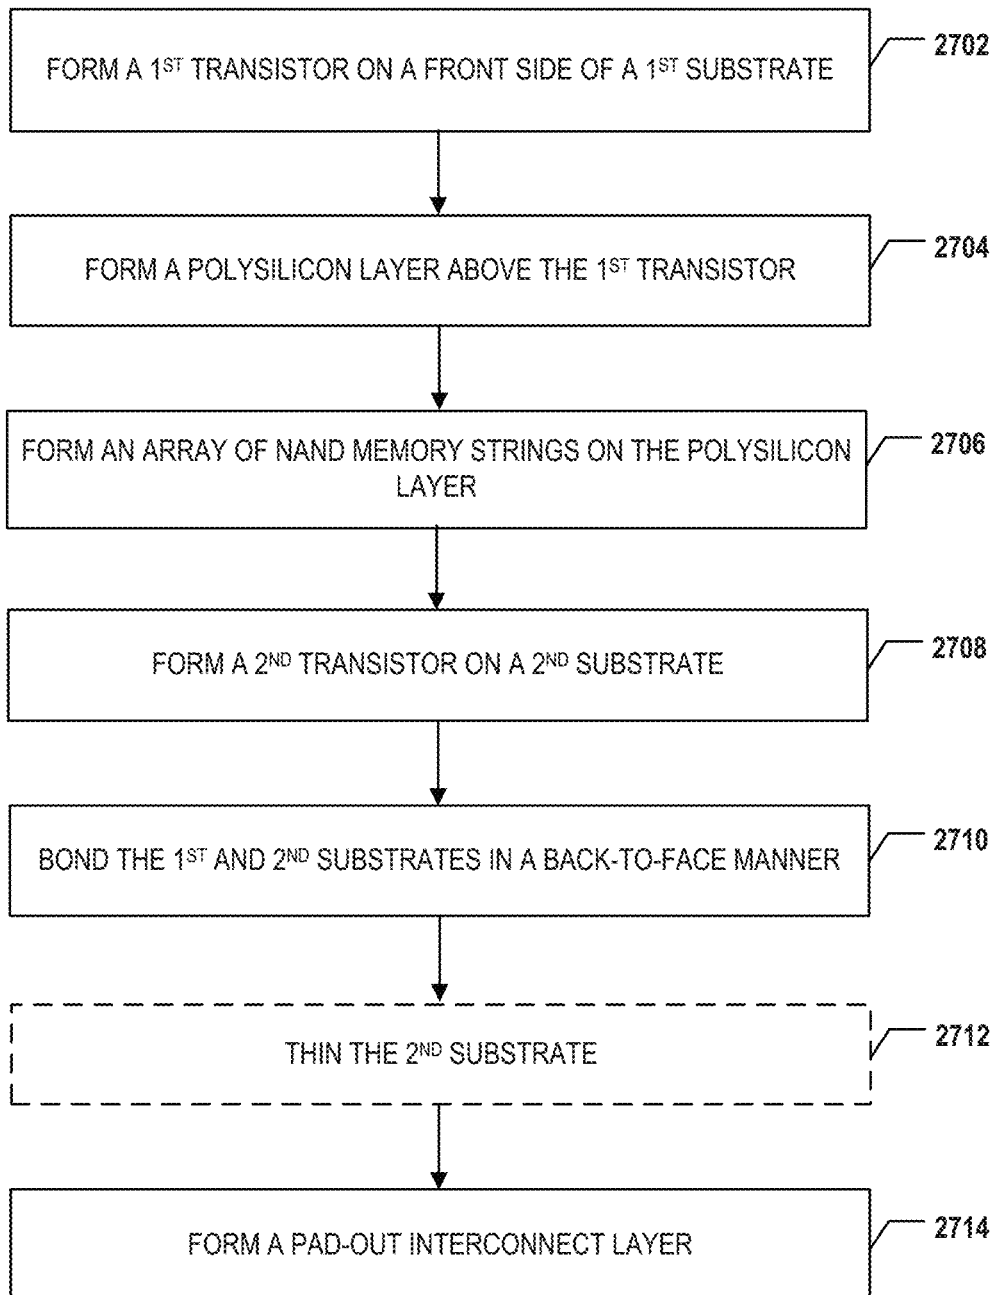 FORM A 1ST TRANSISTOR ON A FRONT SIDE OF A 1ST SUBSTRATE
2702
FORM A POLYSILICON LAYER ABOVE THE 1ST TRANSISTOR
2704
FORM AN ARRAY OF NAND MEMORY STRINGS ON THE POLYSILICON
LAYER
2706
FORM A 2ND TRANSISTOR ON A 2ND SUBSTRATE
2708
BOND THE 1ST AND 2ND SUBSTRATES IN A BACK-TO-FACE MANNER
2710
THIN THE 2ND SUBSTRATE
2712
FORM A PAD-OUT INTERCONNECT LAYER
2714